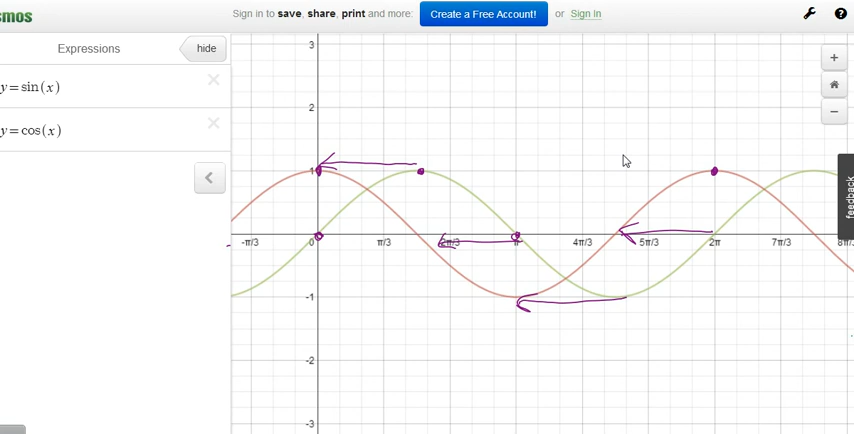 smos
Sign in to save, share, print and more: Create a Free Account! or Sign In
Expressions hide
y=sin(x)
y=cos(x)
3
2
1
-π/3 0 π/3 2π/3 π 4π/3 5π/3 2π 7π/3 8π/3
-1
-2
-3
+
−
feedback